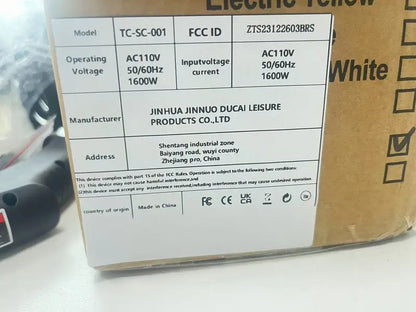 Electric Yellow
White
Model TC-SC-001 FCC ID ZTS23122603BRS
Operating Voltage AC110V 50/60Hz 1600W Inputvoltage current AC110V 50/60Hz 1600W
Manufacturer JINHUA JINNUO DUCAI LEISURE
PRODUCTS CO.,LTD
Address Shentang industrial zone
Baiyang road, wuyi county
Zhejiang pro, China
This device complies with part 15 of the FCC Rules. Operation is subject to the following two conditions:
(1) This device may not cause harmful interference,and
(2)this device must accept any interference received,including interference that may cause undesired operation.
country of origin Made in China FC CE UK CA